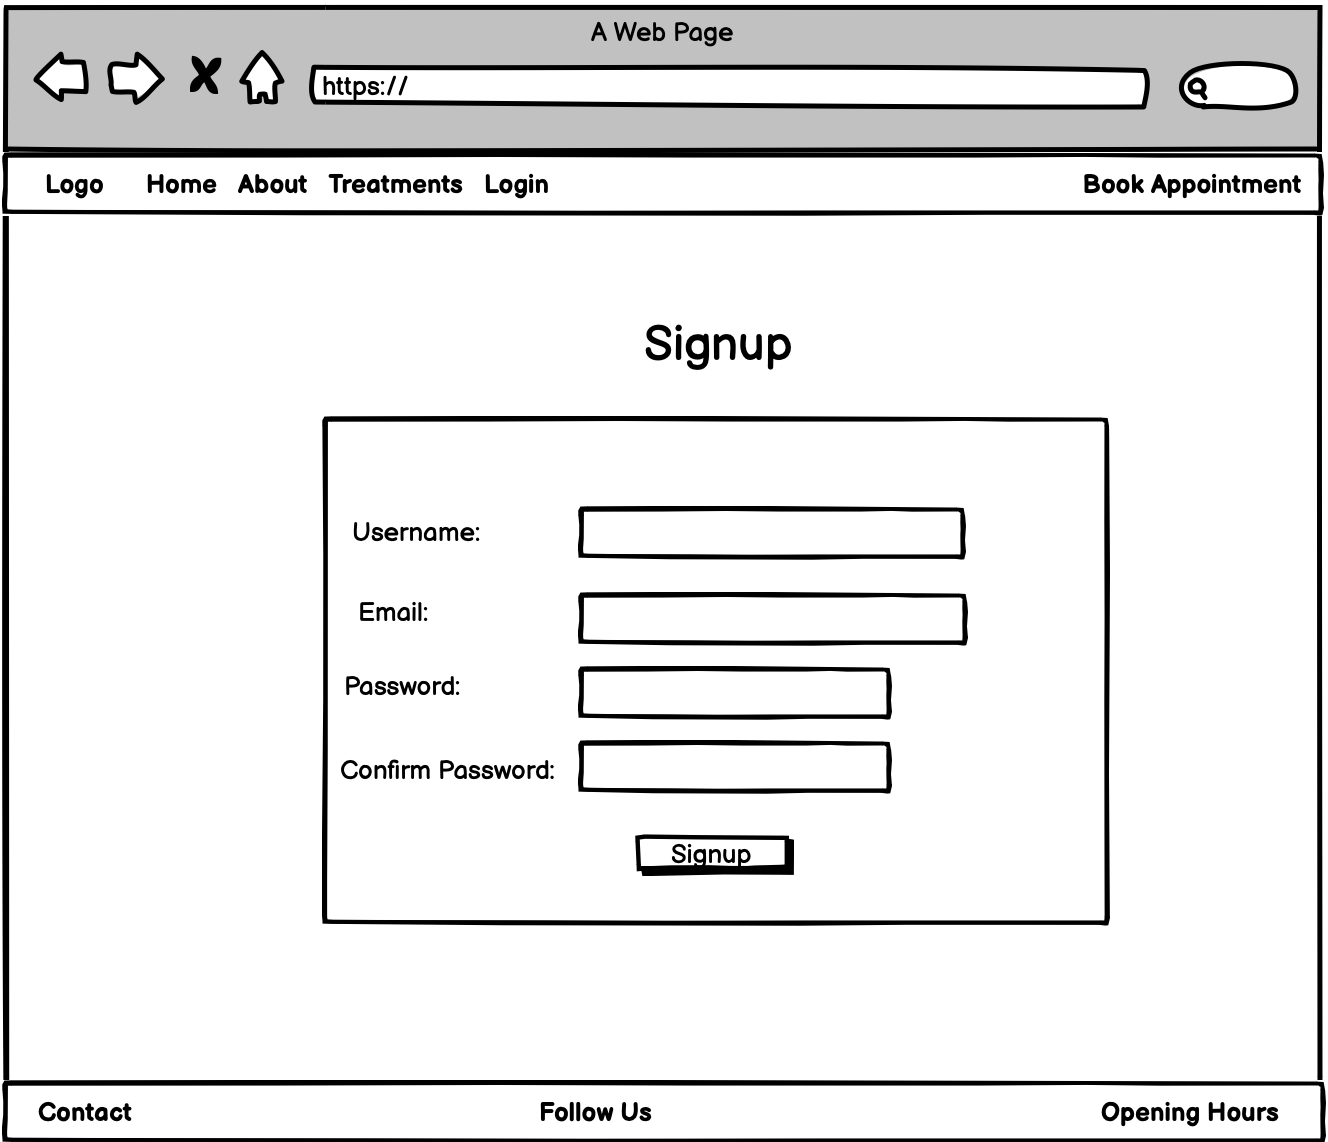 A Web Page
https://
Logo Home About Treatments Login Book Appointment
Signup
Username:
Email:
Password:
Confirm Password:
Signup
Contact Follow Us Opening Hours